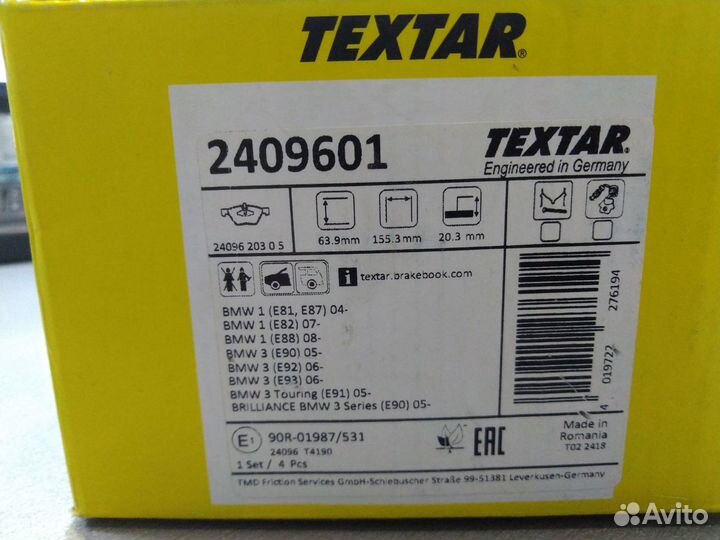 TEXTAR®
2409601
TEXTAR®
Engineered in Germany
24096 203 0 5
63.9mm
155.3mm
20.3 mm
i textar.brakebook.com
BMW 1 (E81, E87) 04-
BMW 1 (E82) 07-
BMW 1 (E88) 08-
BMW 3 (E90) 05-
BMW 3 (E92) 06-
BMW 3 (E93) 06-
BMW 3 Touring (E91) 05-
BRILLIANCE BMW 3 Series (E90) 05-
4 019722 276194
E1 90R-01987/531
24096 T4190
1 Set / 4 Pcs
EAC
Made in
Romania
T02 2418
TMD Friction Services GmbH-Schlebuscher Straße 99-51381 Leverkusen-Germany
Avito